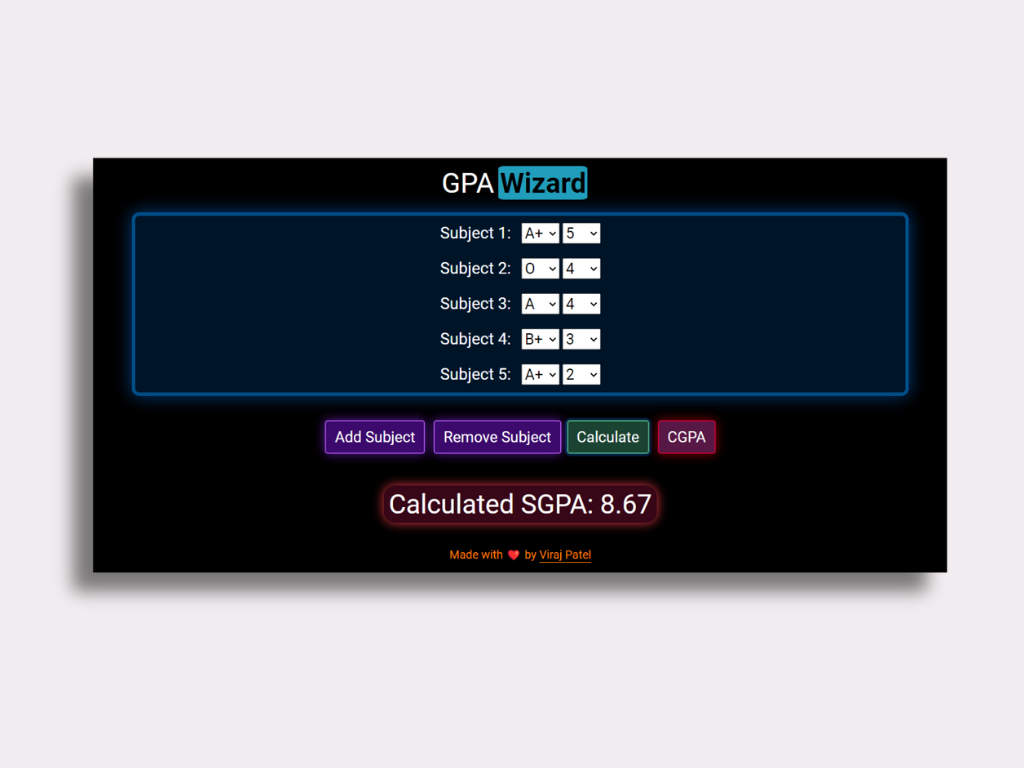 GPA Wizard
Subject 1: A+ 5
Subject 2: O 4
Subject 3: A 4
Subject 4: B+ 3
Subject 5: A+ 2
Add Subject Remove Subject Calculate CGPA
Calculated SGPA: 8.67
Made with ❤️ by Viraj Patel